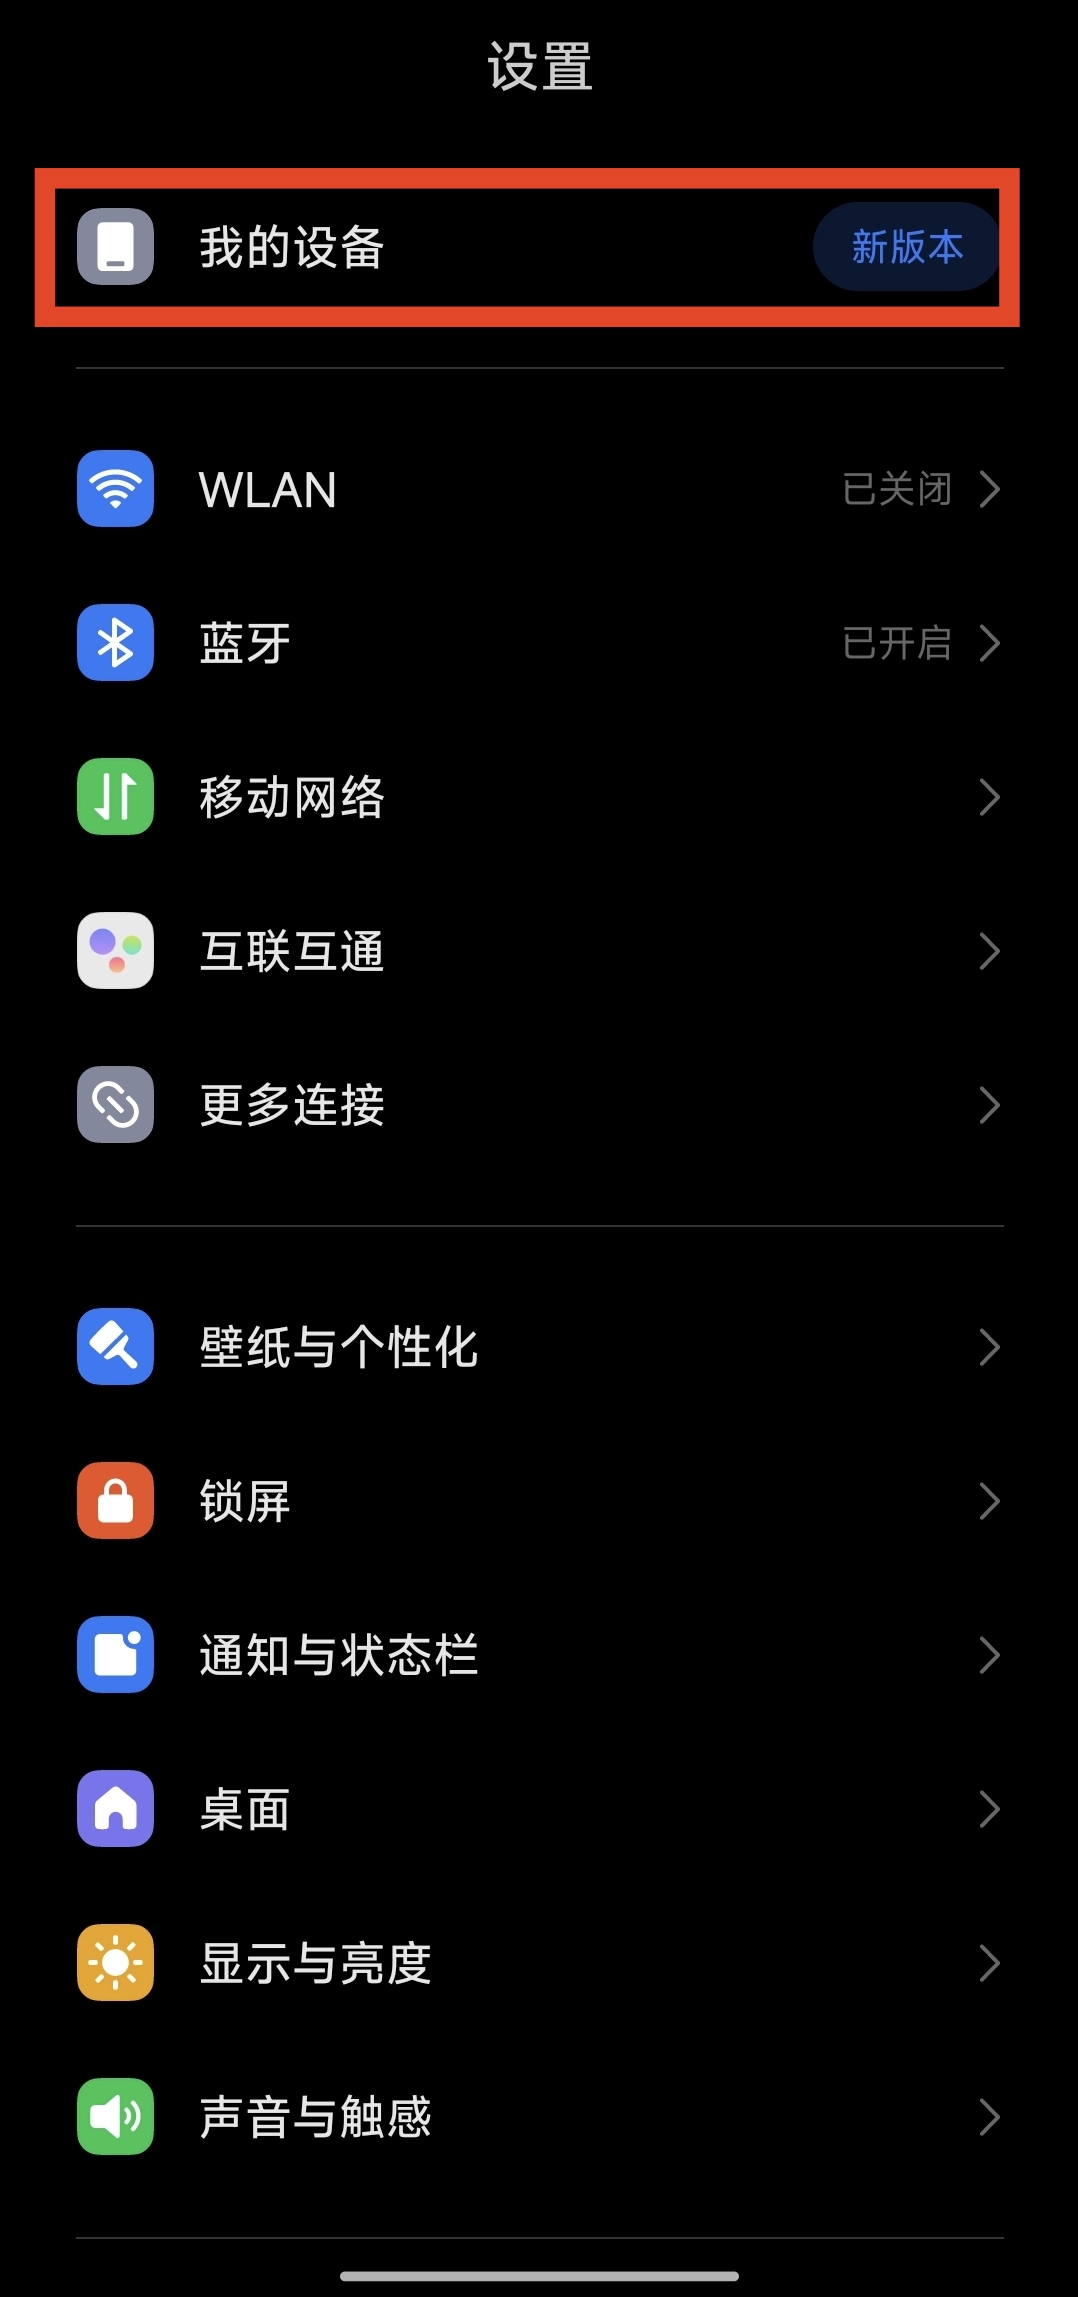 设置
我的设备 新版本
WLAN 已关闭
蓝牙 已开启
移动网络
互联互通
更多连接
壁纸与个性化
锁屏
通知与状态栏
桌面
显示与亮度
声音与触感